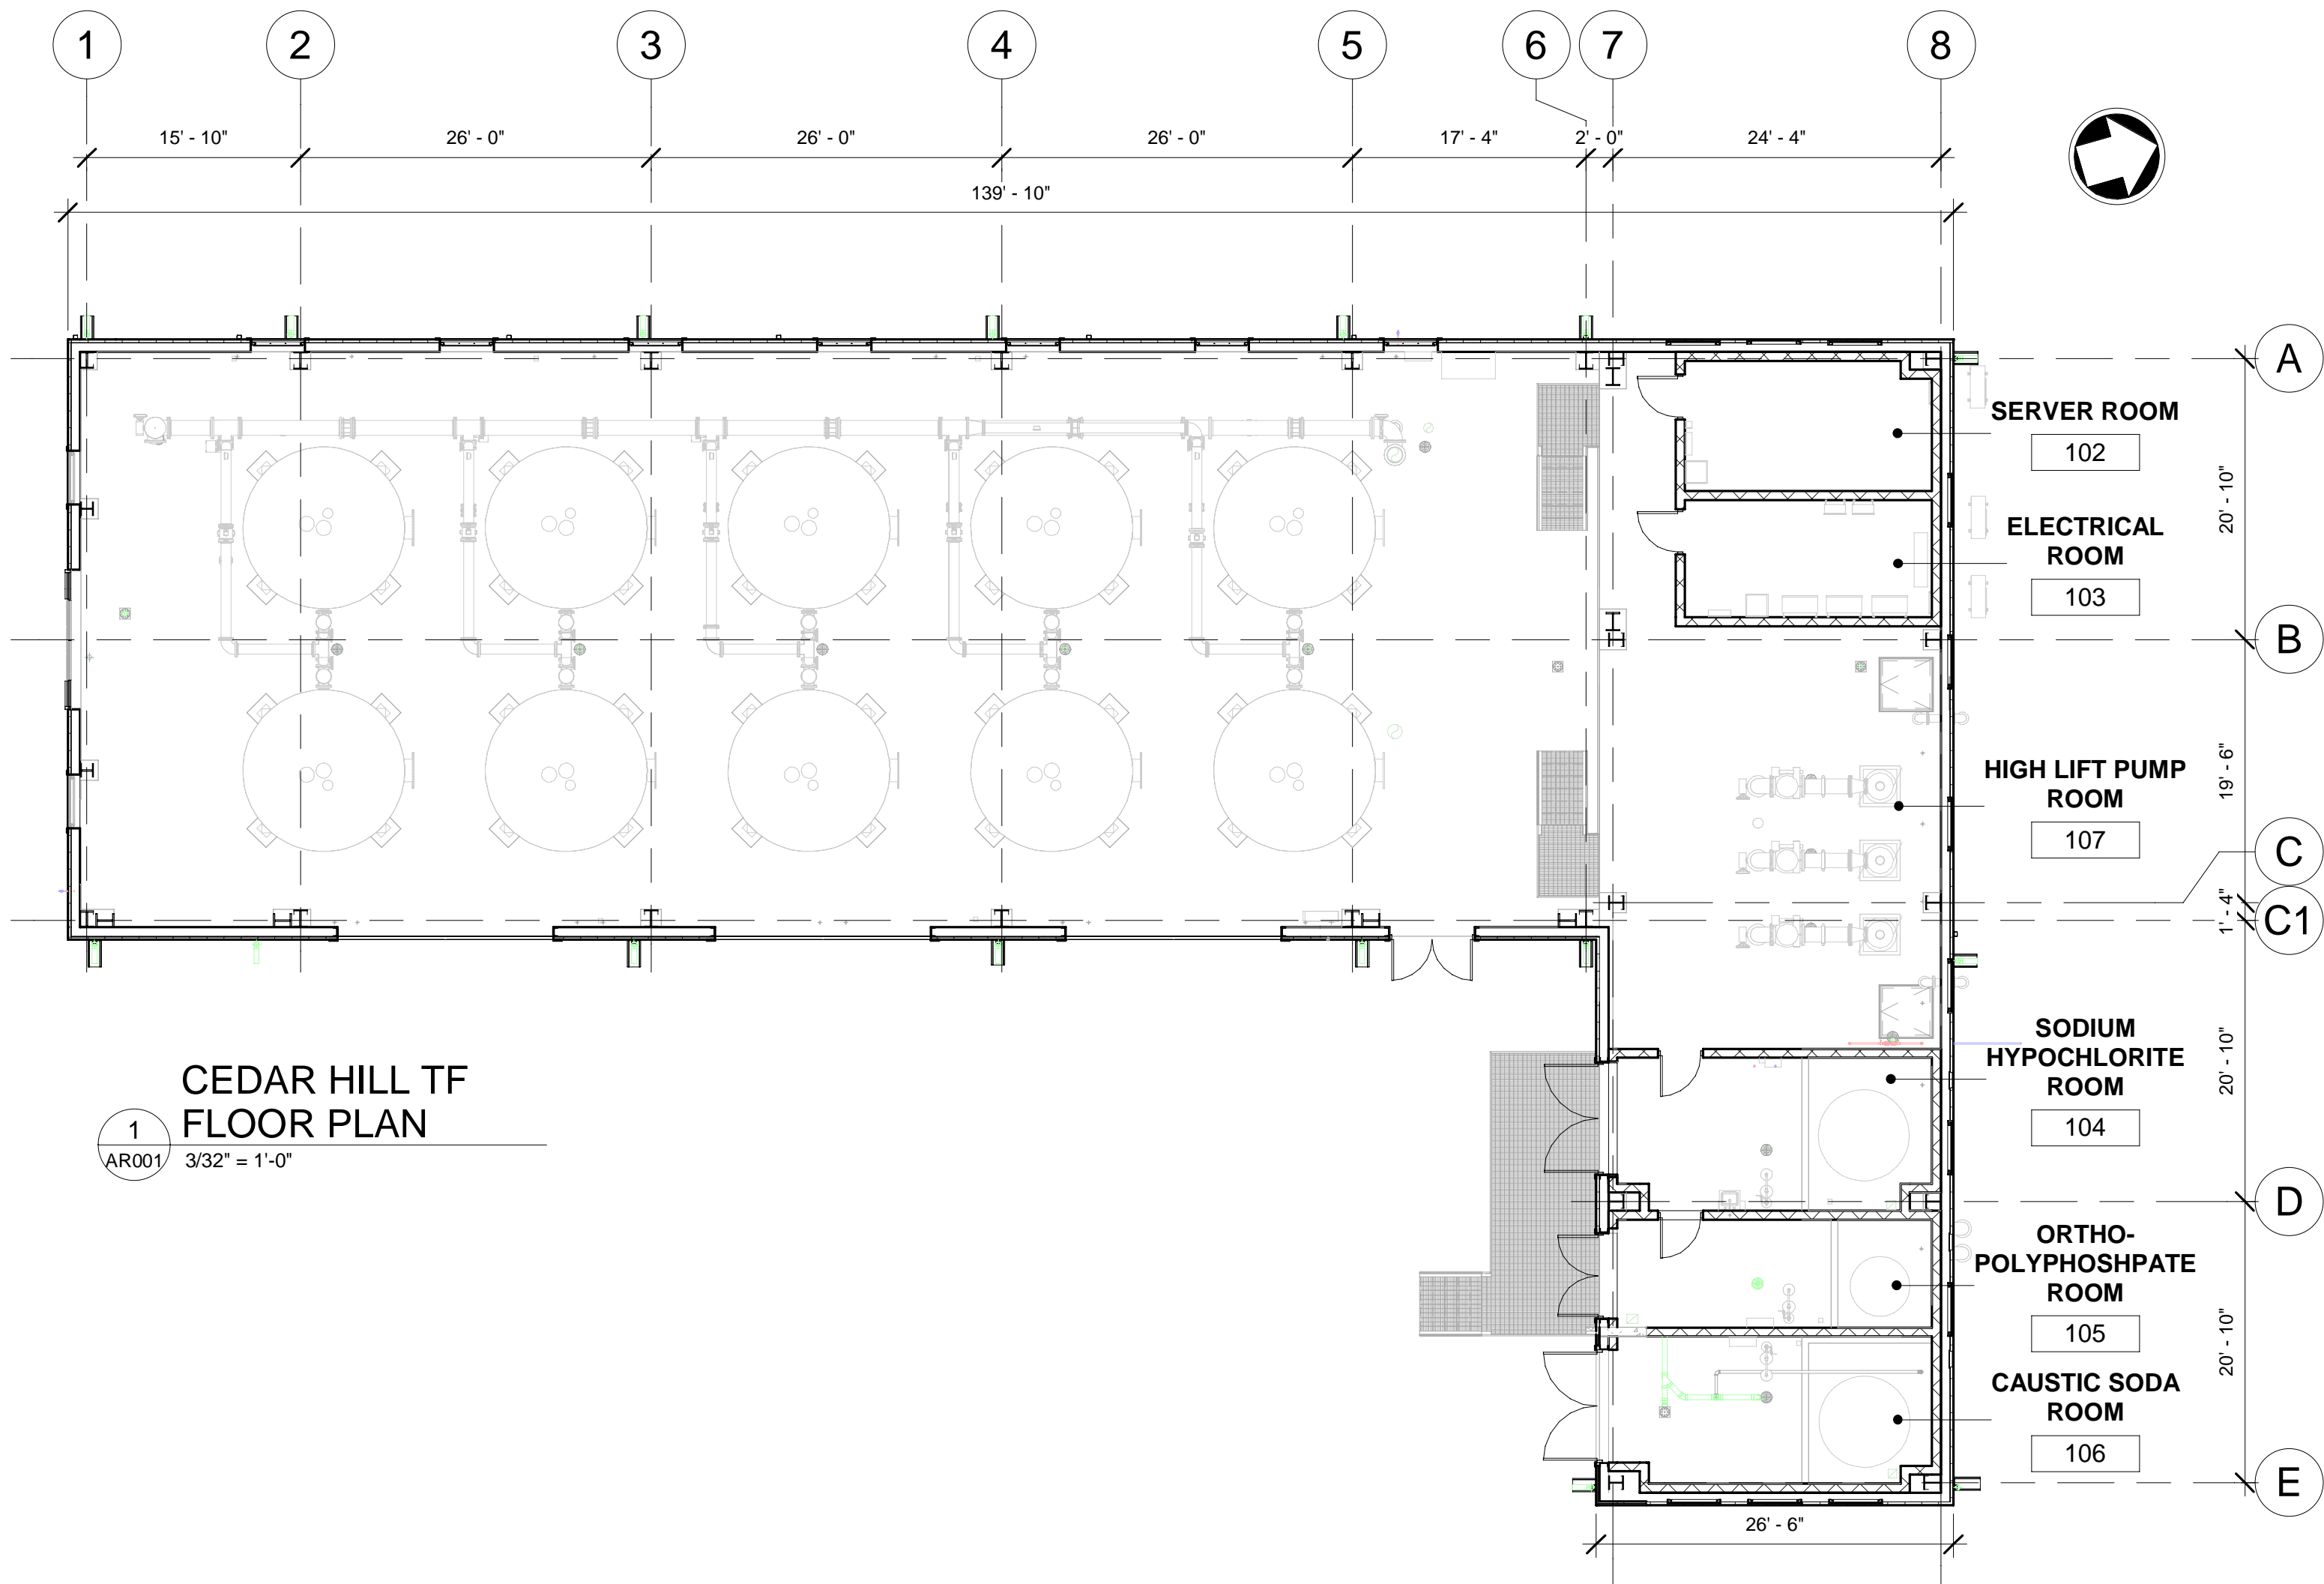 1
2
3
4
5
6
7
8
15' - 10"
26' - 0"
26' - 0"
26' - 0"
17' - 4"
2' - 0"
24' - 4"
139' - 10"
A
SERVER ROOM
102
20' - 10"
ELECTRICAL
ROOM
103
B
HIGH LIFT PUMP
ROOM
107
19' - 6"
C
1' - 4"
C1
SODIUM
HYPOCHLORITE
ROOM
104
20' - 10"
D
ORTHO-
POLYPHOSHPATE
ROOM
105
20' - 10"
CAUSTIC SODA
ROOM
106
E
26' - 6"
CEDAR HILL TF
FLOOR PLAN
1
AR001
3/32" = 1'-0"